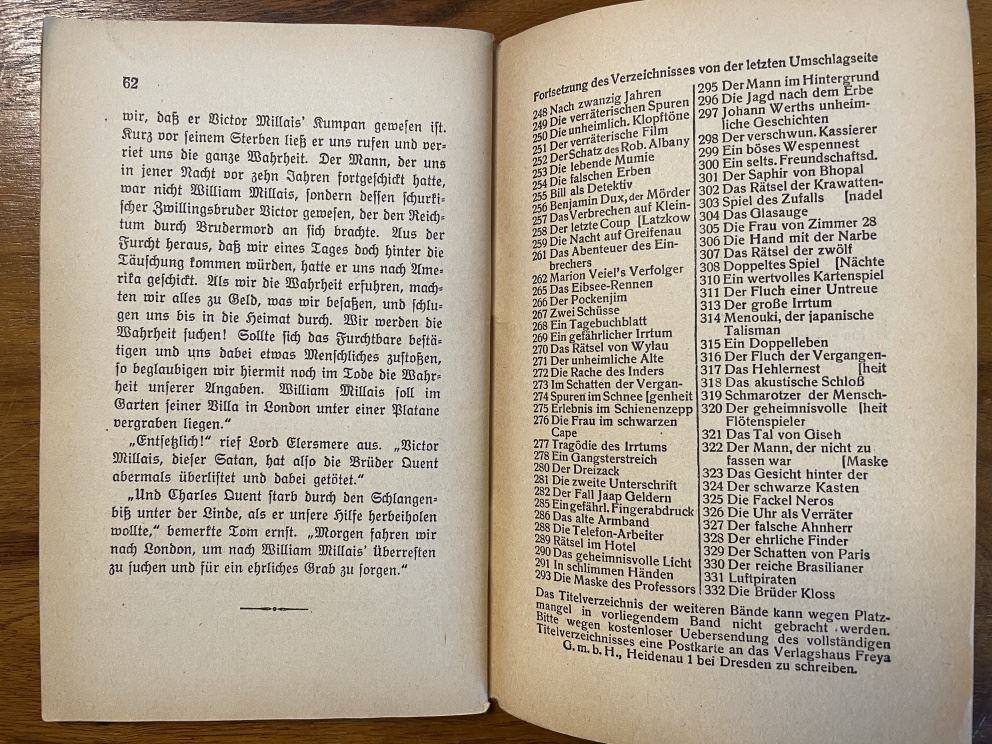 62
wir, daß er Victor Millais' Kumpan gewesen ist.
Kurz vor seinem Sterben ließ er uns rufen und ver-
riet uns die ganze Wahrheit. Der Mann, der uns
in jener Nacht vor zehn Jahren fortgeschickt hatte,
war nicht William Millais, sondern dessen schurki-
scher Zwillingsbruder Victor gewesen, der den Reich-
tum durch Brudermord an sich brachte. Aus der
Furcht heraus, daß wir eines Tages doch hinter die
Täuschung kommen würden, hatte er uns nach Ame-
rika geschickt. Als wir die Wahrheit erfuhren, mach-
ten wir alles zu Geld, was wir besaßen, und schlu-
gen uns bis in die Heimat durch. Wir werden die
Wahrheit suchen! Sollte sich das Furchtbare bestä-
tigen und uns dabei etwas Menschliches zustoßen,
so beglaubigen wir hiermit noch im Tode die Wahr-
heit unserer Angaben. William Millais soll im
Garten seiner Villa in London unter einer Platane
vergraben liegen.“
„Entsetzlich!“ rief Lord Elersmere aus. „Victor
Millais, dieser Satan, hat also die Brüder Quent
abermals überlistet und dabei getötet.“
„Und Charles Quent starb durch den Schlangen-
biß unter der Linde, als er unsere Hilfe herbeiholen
wollte,“ bemerkte Tom ernst. „Morgen fahren wir
nach London, um nach William Millais' Überresten
zu suchen und für ein ehrliches Grab zu sorgen.“
Fortsetzung des Verzeichnisses von der letzten Umschlagseite
248 Nach zwanzig Jahren
249 Die verräterischen Spuren
250 Die unheimlich. Klopftöne
251 Der verräterische Film
252 Der Schatz des Rob. Albany
253 Die lebende Mumie
254 Die falschen Erben
255 Bill als Detektiv
256 Benjamin Dux, der Mörder
257 Das Verbrechen auf Klein-
258 Der letzte Coup [Latzkow
259 Die Nacht auf Greifenau
261 Das Abenteuer des Ein-
brechers
262 Marion Veiel's Verfolger
265 Das Eibsee-Rennen
266 Der Pockenjim
267 Zwei Schüsse
268 Ein Tagebuchblatt
269 Ein gefährlicher Irrtum
270 Das Rätsel von Wylau
271 Der unheimliche Alte
272 Die Rache des Inders
273 Im Schatten der Vergan-
274 Spuren im Schnee [genheit
275 Erlebnis im Schienenzepp
276 Die Frau im schwarzen
Cape
277 Tragödie des Irrtums
278 Ein Gangsterstreich
280 Der Dreizack
281 Die zweite Unterschrift
282 Der Fall Jaap Geldern
285 Ein gefährl. Fingerabdruck
286 Das alte Armband
288 Die Telefon-Arbeiter
289 Rätsel im Hotel
290 Das geheimnisvolle Licht
291 In schlimmen Händen
293 Die Maske des Professors
295 Der Mann im Hintergrund
296 Die Jagd nach dem Erbe
297 Johann Werths unheim-
liche Geschichten
298 Der verschwun. Kassierer
299 Ein böses Wespennest
300 Ein selts. Freundschaftsd.
301 Der Saphir von Bhopal
302 Das Rätsel der Krawatten-
303 Spiel des Zufalls [nadel
304 Das Glasauge
305 Die Frau von Zimmer 28
306 Die Hand mit der Narbe
307 Das Rätsel der zwölf
308 Doppeltes Spiel [Nächte
310 Ein wertvolles Kartenspiel
311 Der Fluch einer Untreue
313 Der große Irrtum
314 Menouki, der japanische
Talisman
315 Ein Doppelleben
316 Der Fluch der Vergangen-
317 Das Hehlernest [heit
318 Das akustische Schloß
319 Schmarotzer der Mensch-
320 Der geheimnisvolle [heit
Flötenspieler
321 Das Tal von Giseh
322 Der Mann, der nicht zu
fassen war [Maske
323 Das Gesicht hinter der
324 Der schwarze Kasten
325 Die Fackel Neros
326 Die Uhr als Verräter
327 Der falsche Ahnherr
328 Der ehrliche Finder
329 Der Schatten von Paris
330 Der reiche Brasilianer
331 Luftpiraten
332 Die Brüder Kloss
Das Titelverzeichnis der weiteren Bände kann wegen Platz-
mangel in vorliegendem Band nicht gebracht werden.
Bitte wegen kostenloser Uebersendung des vollständigen
Titelverzeichnisses eine Postkarte an das Verlagshaus Freya
G. m. b. H., Heidenau 1 bei Dresden zu schreiben.